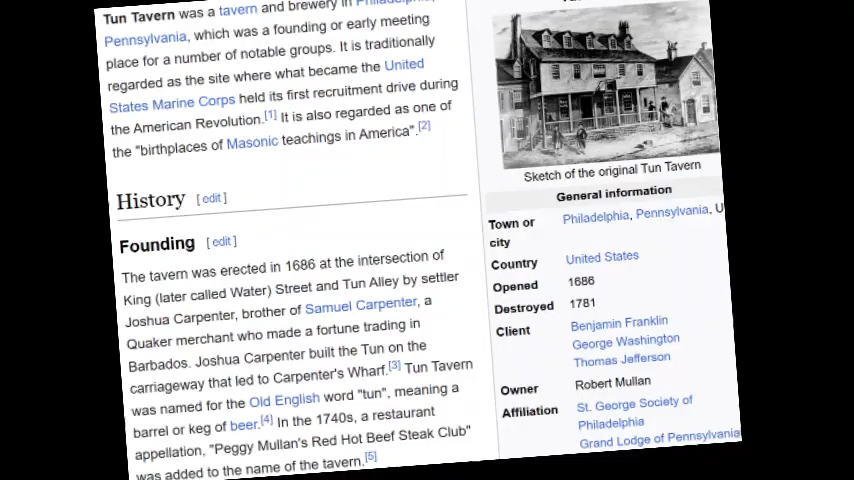 Tun Tavern was a tavern and brewery in Philadelphia,
Pennsylvania, which was a founding or early meeting
place for a number of notable groups. It is traditionally
regarded as the site where what became the United
States Marine Corps held its first recruitment drive during
the American Revolution.[1] It is also regarded as one of
the "birthplaces of Masonic teachings in America".[2]
History [ edit ]
Founding [ edit ]
The tavern was erected in 1686 at the intersection of
King (later called Water) Street and Tun Alley by settler
Joshua Carpenter, brother of Samuel Carpenter, a
Quaker merchant who made a fortune trading in
Barbados. Joshua Carpenter built the Tun on the
carriageway that led to Carpenter's Wharf.[3] Tun Tavern
was named for the Old English word "tun", meaning a
barrel or keg of beer.[4] In the 1740s, a restaurant
appellation, "Peggy Mullan's Red Hot Beef Steak Club"
was added to the name of the tavern.[5]
Sketch of the original Tun Tavern
General information
Town or city Philadelphia, Pennsylvania, U
Country United States
Opened 1686
Destroyed 1781
Client Benjamin Franklin
George Washington
Thomas Jefferson
Owner Robert Mullan
Affiliation St. George Society of
Philadelphia
Grand Lodge of Pennsylvania